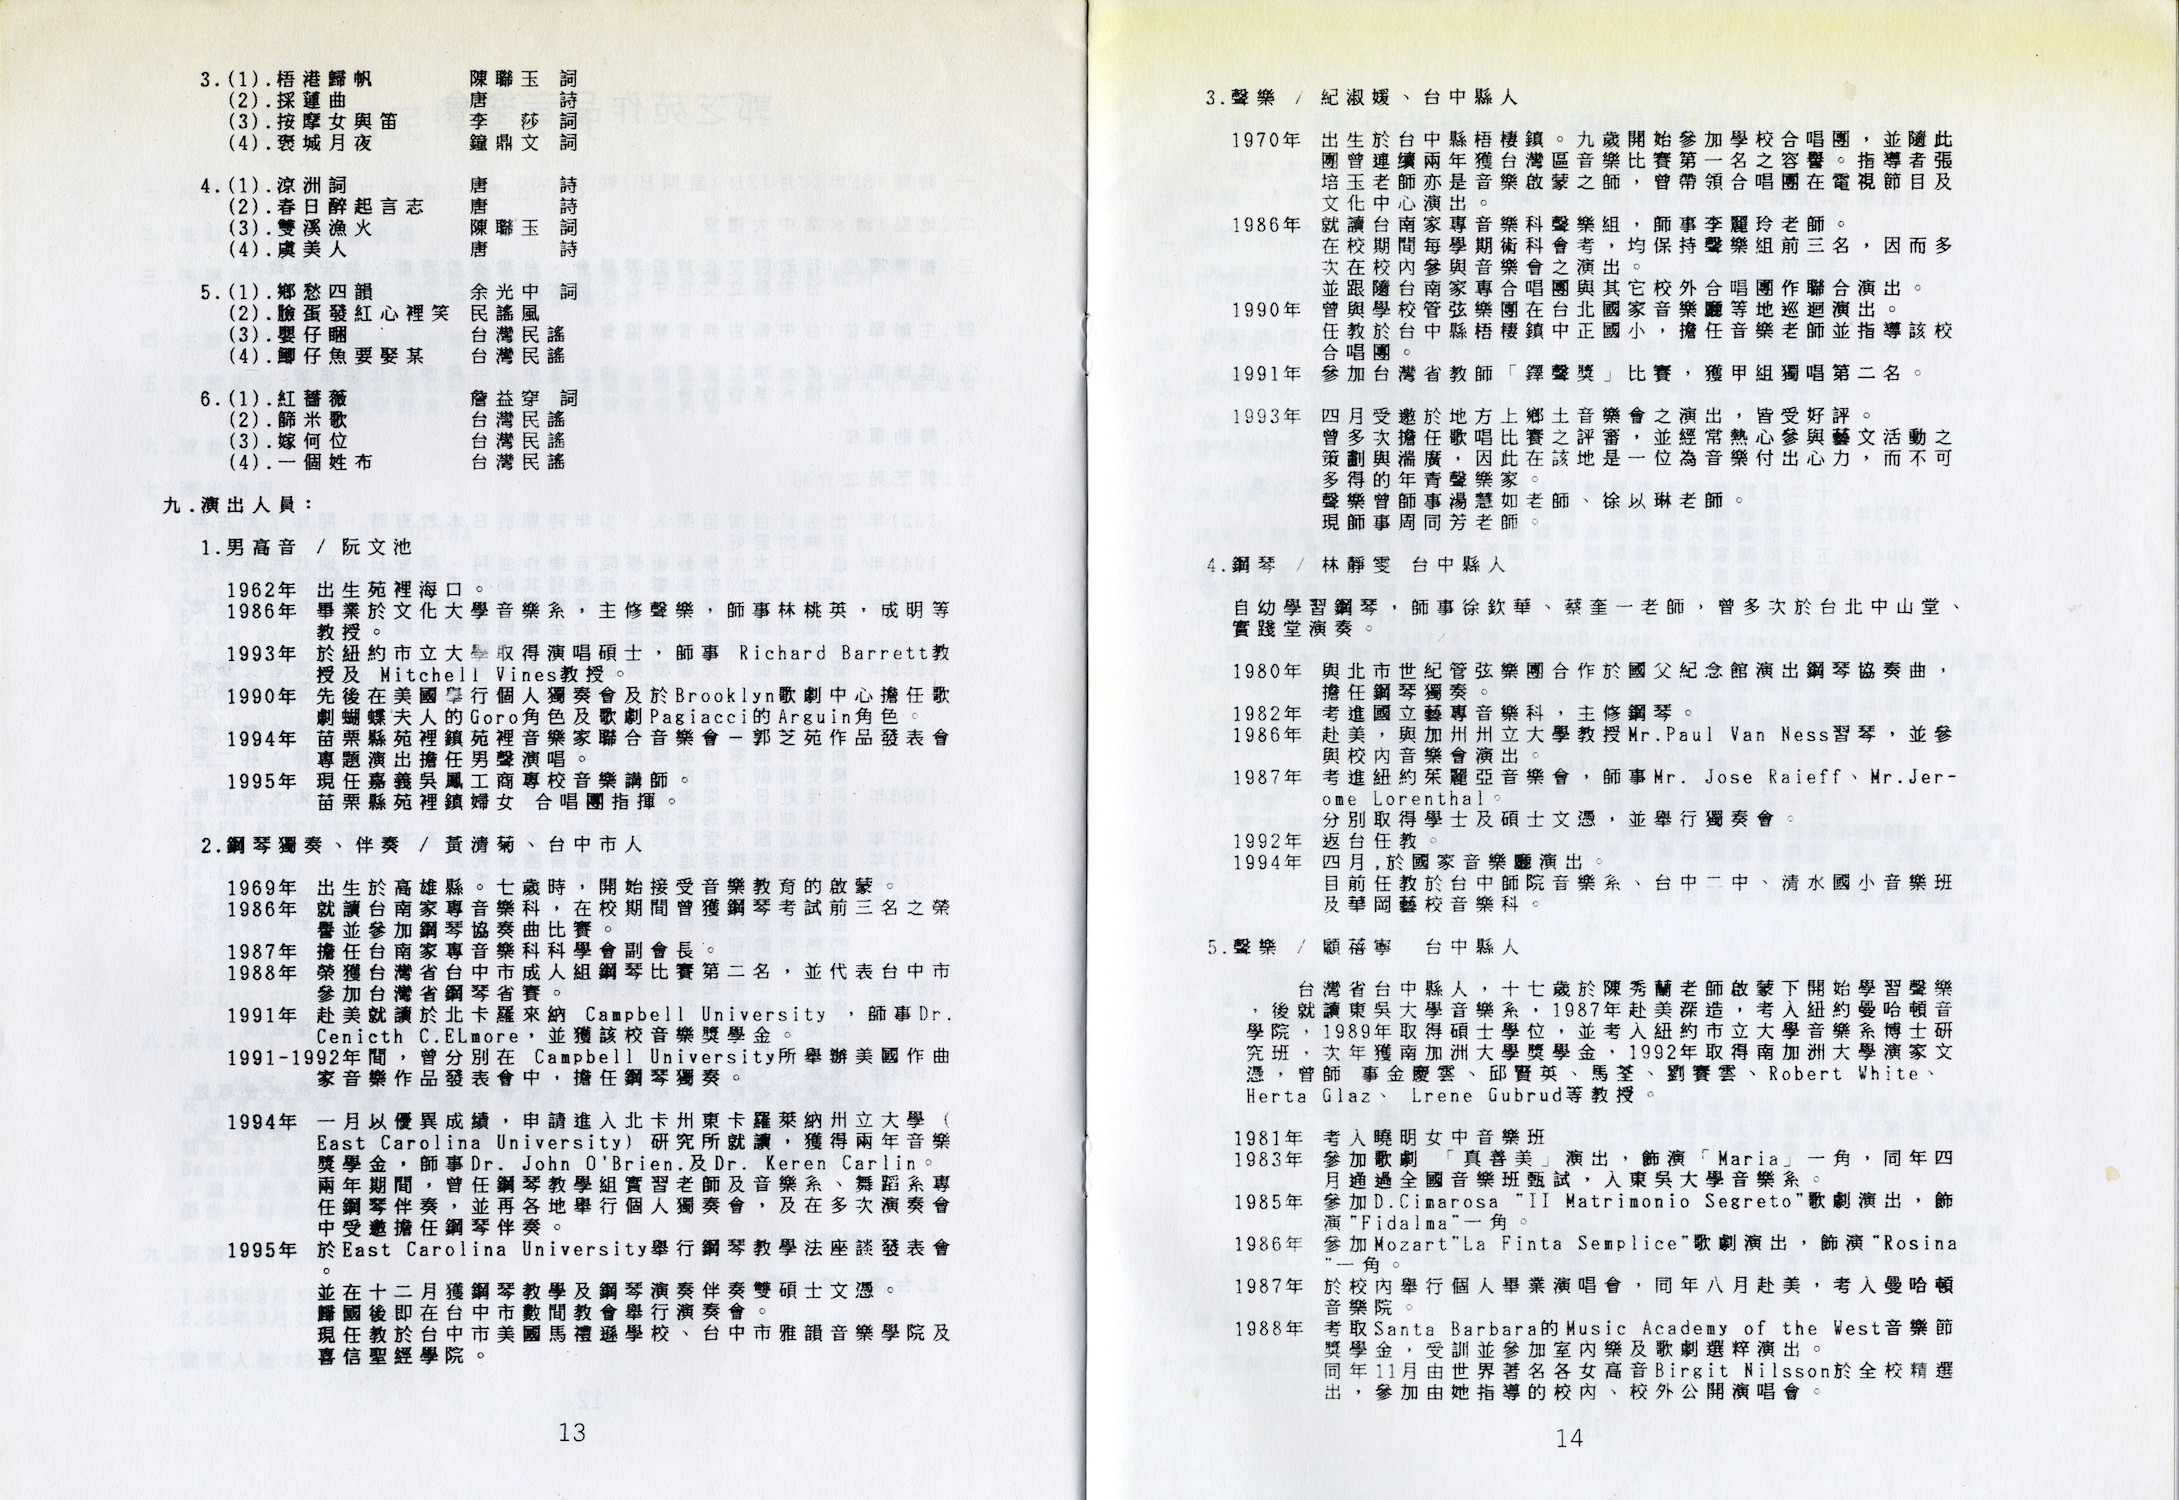 3.(1).梧港歸帆 陳聯玉 詞
(2).採蓮曲 唐 詩
(3).按摩女與笛 李 莎 詞
(4).褒城月夜 鐘鼎文 詞
4.(1).涼洲詞 唐 詩
(2).春日醉起言志 唐 詩
(3).雙溪漁火 陳聯玉 詞
(4).虞美人 唐 詩
5.(1).鄉愁四韻 余光中 詞
(2).臉蛋發紅心裡笑 民謠風
(3).嬰仔睏 台灣民謠
(4).鯽仔魚要娶某 台灣民謠
6.(1).紅薔薇 詹益穿 詞
(2).篩米歌 台灣民謠
(3).嫁何位 台灣民謠
(4).一個姓布 台灣民謠
九.演出人員:
1.男高音 / 阮文池
1962年 出生苑裡海口。
1986年 畢業於文化大學音樂系,主修聲樂,師事林桃英,成明等
教授。
1993年 於紐約市立大學取得演唱碩士,師事 Richard Barrett教
授及 Mitchell Vines教授。
1990年 先後在美國舉行個人獨奏會及於Brooklyn歌劇中心擔任歌
劇蝴蝶夫人的Goro角色及歌劇Pagiacci的Arguin角色。
1994年 苗栗縣苑裡鎮苑裡音樂家聯合音樂會－郭芝苑作品發表會
專題演出擔任男聲演唱。
1995年 現任嘉義吳鳳工商專校音樂講師。
苗栗縣苑裡鎮婦女 合唱團指揮。
2.鋼琴獨奏、伴奏 / 黃清菊、台中市人
1969年 出生於高雄縣。七歲時,開始接受音樂教育的啟蒙。
1986年 就讀台南家專音樂科,在校期間曾獲鋼琴考試前三名之榮
譽並參加鋼琴協奏曲比賽。
1987年 擔任台南家專音樂科科學會副會長。
1988年 榮獲台灣省台中市成人組鋼琴比賽第二名,並代表台中市
參加台灣省鋼琴省賽。
1991年 赴美就讀於北卡羅來納 Campbell University ,師事Dr.
Cenicth C.ELmore,並獲該校音樂獎學金。
1991-1992年間,曾分別在 Campbell University所舉辦美國作曲
家音樂作品發表會中,擔任鋼琴獨奏。
1994年 一月以優異成績,申請進入北卡州東卡羅萊納州立大學(
East Carolina University) 研究所就讀,獲得兩年音樂
獎學金,師事Dr. John O'Brien.及Dr. Keren Carlin。
兩年期間,曾任鋼琴教學組實習老師及音樂系、舞蹈系專
任鋼琴伴奏,並再各地舉行個人獨奏會,及在多次演奏會
中受邀擔任鋼琴伴奏。
1995年 於East Carolina University舉行鋼琴教學法座談發表會
。
並在十二月獲鋼琴教學及鋼琴演奏伴奏雙碩士文憑。
歸國後即在台中市數間教會舉行演奏會。
現任教於台中市美國馬禮遜學校、台中市雅韻音樂學院及
喜信聖經學院。
13
3.聲樂 / 紀淑媛、台中縣人
1970年 出生於台中縣梧棲鎮。九歲開始參加學校合唱團,並隨此
團曾連續兩年獲台灣區音樂比賽第一名之容譽。指導者張
培玉老師亦是音樂啟蒙之師,曾帶領合唱團在電視節目及
文化中心演出。
1986年 就讀台南家專音樂科聲樂組,師事李麗玲老師。
在校期間每學期術科會考,均保持聲樂組前三名,因而多
次在校內參與音樂會之演出。
並跟隨台南家專合唱團與其它校外合唱團作聯合演出。
1990年 曾與學校管弦樂團在台北國家音樂廳等地巡迴演出。
任教於台中縣梧棲鎮中正國小,擔任音樂老師並指導該校
合唱團。
1991年 參加台灣省教師「鐸聲獎」比賽,獲甲組獨唱第二名。
1993年 四月受邀於地方上鄉土音樂會之演出,皆受好評。
曾多次擔任歌唱比賽之評審,並經常熱心參與藝文活動之
策劃與湍廣,因此在該地是一位為音樂付出心力,而不可
多得的年青聲樂家。
聲樂曾師事湯慧如老師、徐以琳老師。
現師事周同芳老師。
4.鋼琴 / 林靜雯 台中縣人
自幼學習鋼琴,師事徐欽華、蔡奎一老師,曾多次於台北中山堂、
實踐堂演奏。
1980年 與北市世紀管弦樂團合作於國父紀念館演出鋼琴協奏曲,
擔任鋼琴獨奏。
1982年 考進國立藝專音樂科,主修鋼琴。
1986年 赴美,與加州州立大學教授Mr.Paul Van Ness習琴,並參
與校內音樂會演出。
1987年 考進紐約茱麗亞音樂會,師事Mr. Jose Raieff、Mr.Jer-
ome Lorenthal。
分別取得學士及碩士文憑,並舉行獨奏會。
1992年 返台任教。
1994年 四月,於國家音樂廳演出。
目前任教於台中師院音樂系、台中二中、清水國小音樂班
及華岡藝校音樂科。
5.聲樂 / 顧蓓寧 台中縣人
台灣省台中縣人,十七歲於陳秀蘭老師啟蒙下開始學習聲樂
,後就讀東吳大學音樂系,1987年赴美深造,考入紐約曼哈頓音
學院,1989年取得碩士學位,並考入紐約市立大學音樂系博士研
究班,次年獲南加洲大學獎學金,1992年取得南加洲大學演家文
憑,曾師 事金慶雲、邱賢英、馬荃、劉賽雲、Robert White、
Herta Glaz、 Lrene Gubrud等教授。
1981年 考入曉明女中音樂班
1983年 參加歌劇 「真善美」演出,飾演「Maria」一角,同年四
月通過全國音樂班甄試,入東吳大學音樂系。
1985年 參加D.Cimarosa "II Matrimonio Segreto"歌劇演出,飾
演"Fidalma"一角。
1986年 參加Mozart"La Finta Semplice"歌劇演出,飾演"Rosina
"一角。
1987年 於校內舉行個人畢業演唱會,同年八月赴美,考入曼哈頓
音樂院。
1988年 考取Santa Barbara的Music Academy of the West音樂節
獎學金,受訓並參加室內樂及歌劇選粹演出。
同年11月由世界著名各女高音Birgit Nilsson於全校精選
出,參加由她指導的校內、校外公開演唱會。
14